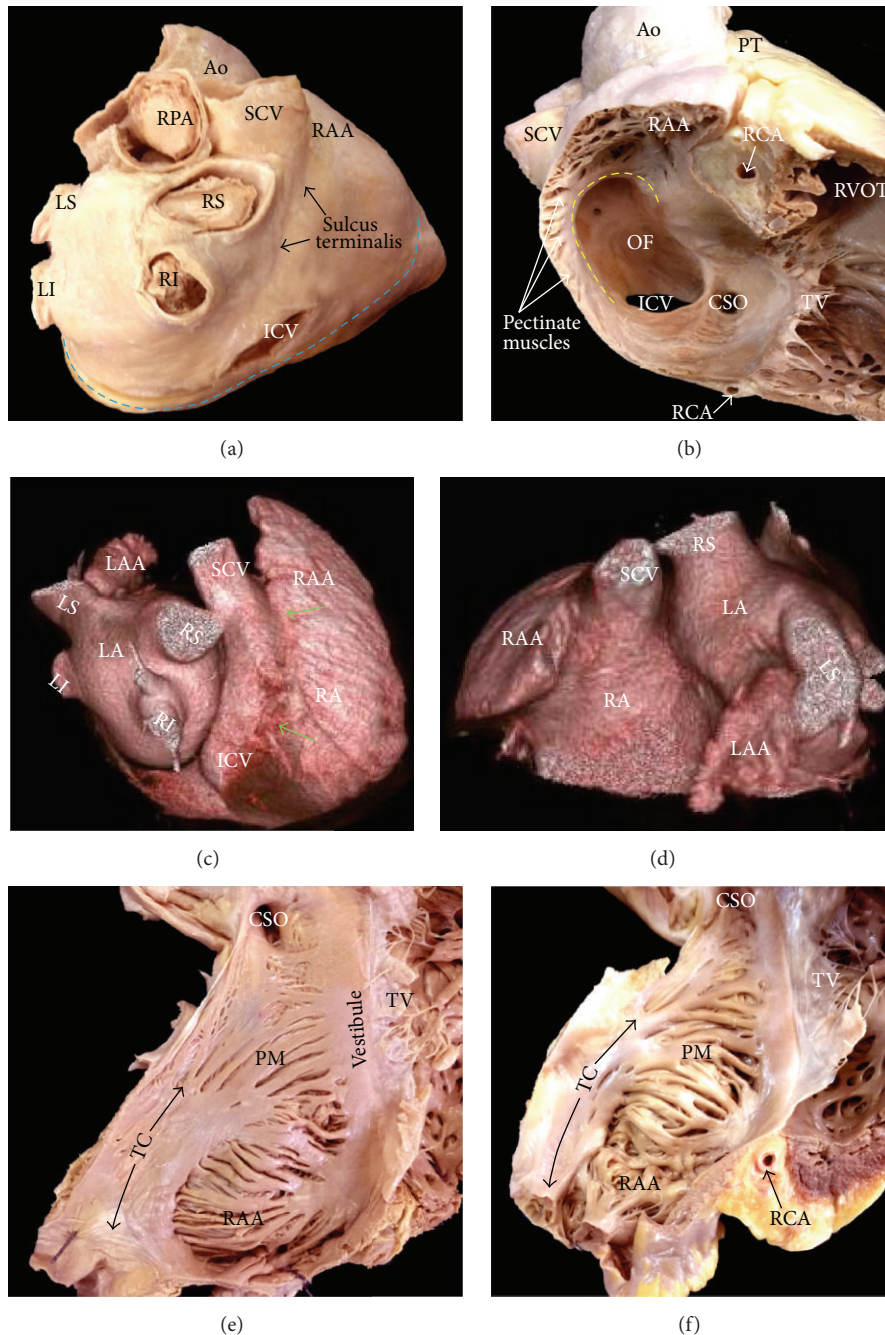 Ao
RPA
SCV
RAA
LS
RS
Sulcus
terminalis
LI
RI
ICV
(a)
Ao
PT
SCV
RAA
RCA
RVOT
OF
ICV
CSO
TV
Pectinate
muscles
RCA
(b)
LAA
SCV
RAA
LS
RS
LA
LI
RA
RI
ICV
(c)
RS
SCV
LA
RAA
LS
RA
LAA
(d)
CSO
TV
Vestibule
PM
TC
RAA
(e)
CSO
TV
PM
TC
RAA
RCA
(f)